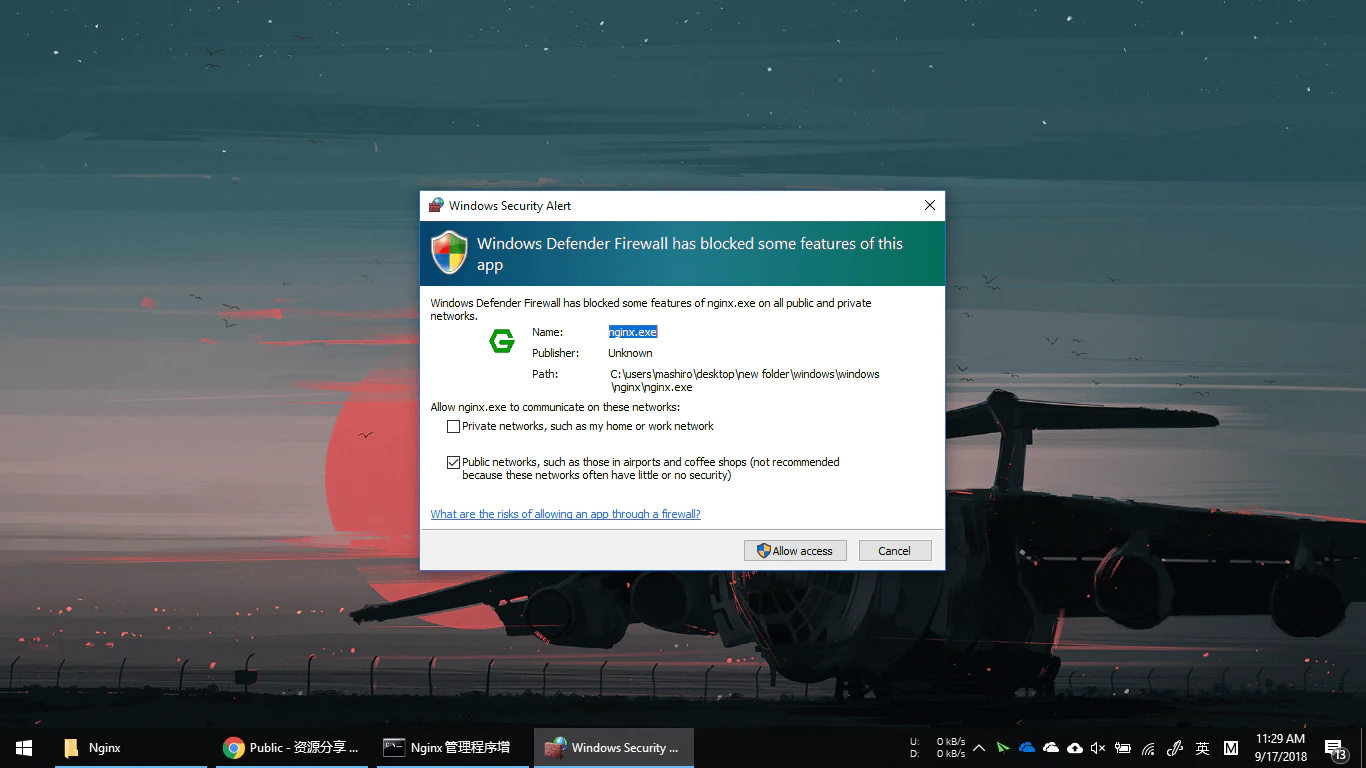 Windows Security Alert
Windows Defender Firewall has blocked some features of this
app
Windows Defender Firewall has blocked some features of nginx.exe on all public and private
networks.
Name: nginx.exe
Publisher: Unknown
Path: C:\users\mashiro\desktop\new folder\windows\windows
\nginx\nginx.exe
Allow nginx.exe to communicate on these networks:
Private networks, such as my home or work network
Public networks, such as those in airports and coffee shops (not recommended
because these networks often have little or no security)
What are the risks of allowing an app through a firewall?
Allow access
Cancel
Nginx
Public - 资源分享 ...
Nginx 管理程序增
Windows Security ...
U: 0 kB/s
D: 0 kB/s
英
M
11:29 AM
9/17/2018
13